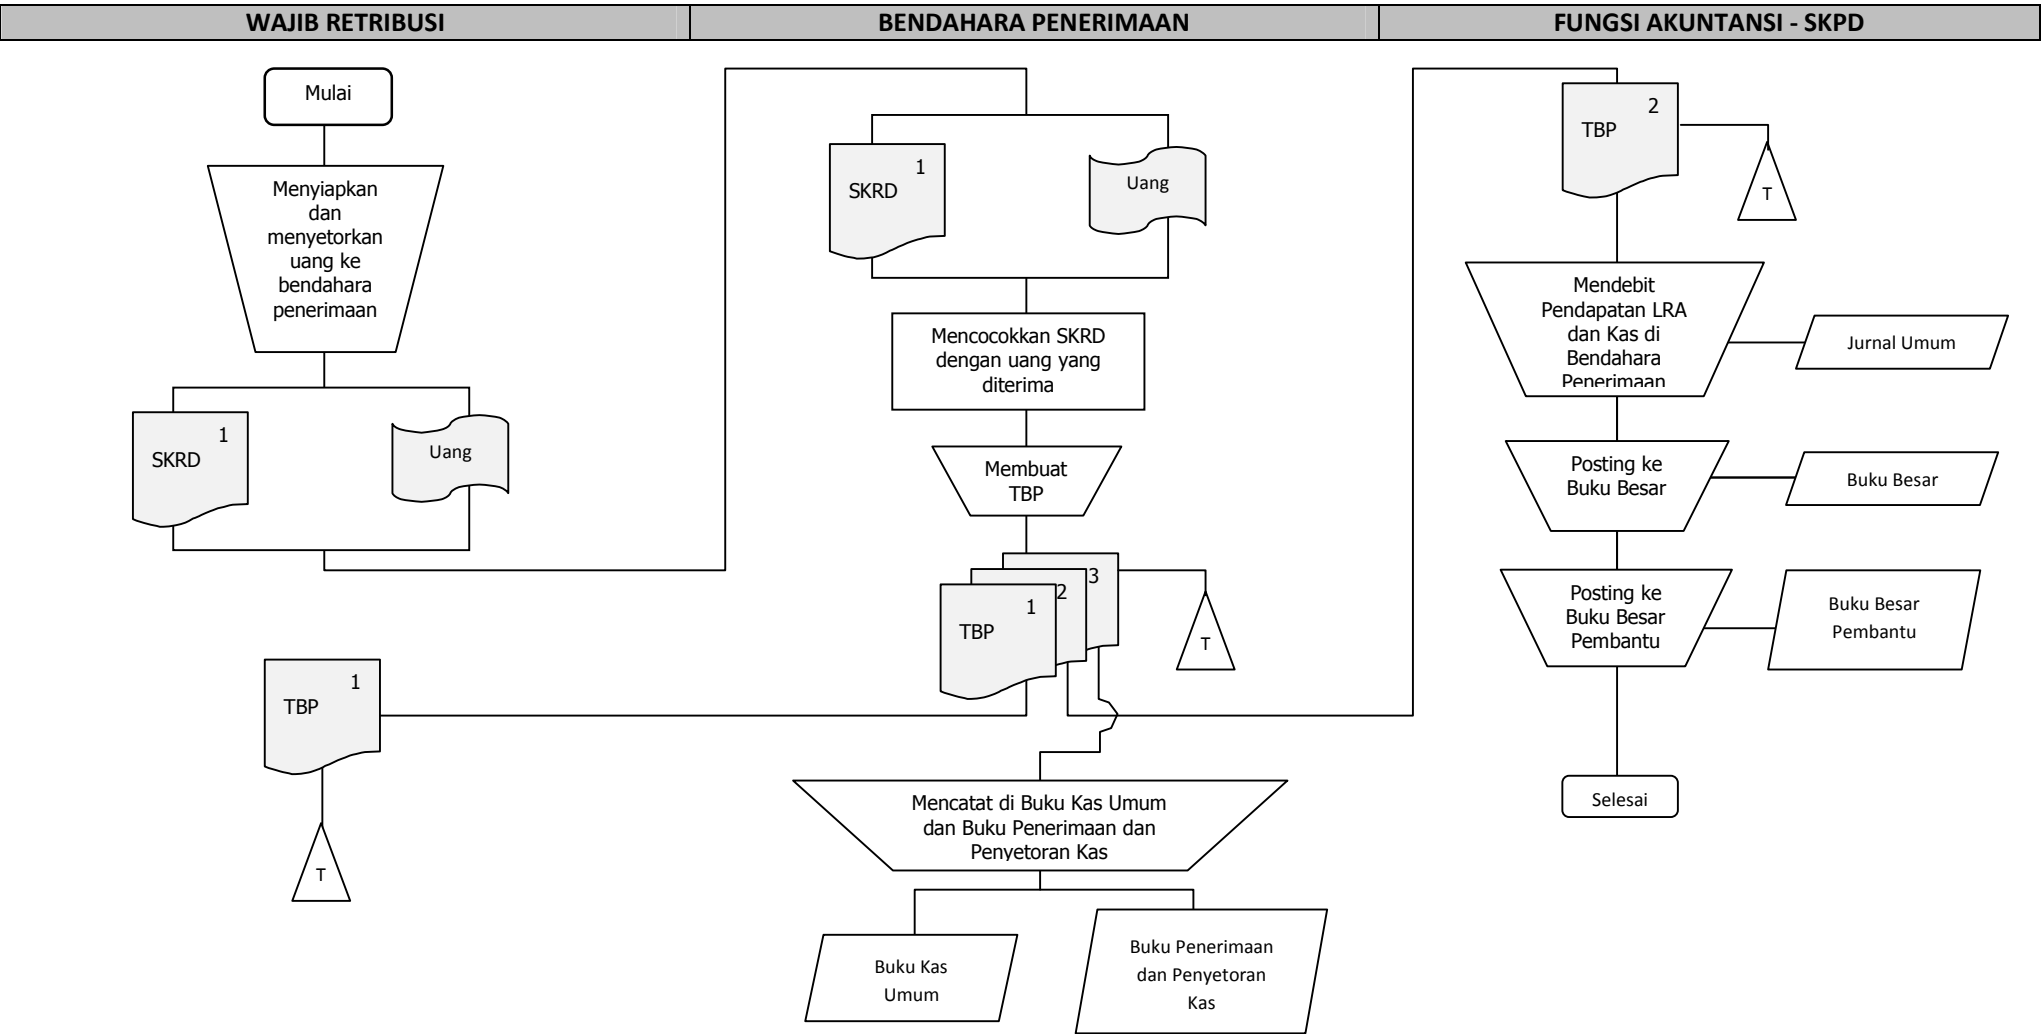 WAJIB RETRIBUSI
BENDAHARA PENERIMAAN
FUNGSI AKUNTANSI - SKPD
Mulai
Menyiapkan
dan
menyetorkan
uang ke
bendahara
penerimaan
1
SKRD
Uang
1
TBP
T
1
SKRD
Uang
Mencocokkan SKRD
dengan uang yang
diterima
Membuat
TBP
3
2
1
TBP
T
Mencatat di Buku Kas Umum
dan Buku Penerimaan dan
Penyetoran Kas
Buku Kas
Umum
Buku Penerimaan
dan Penyetoran
Kas
2
TBP
T
Mendebit
Pendapatan LRA
dan Kas di
Bendahara
Penerimaan
Jurnal Umum
Posting ke
Buku Besar
Buku Besar
Posting ke
Buku Besar
Pembantu
Buku Besar
Pembantu
Selesai